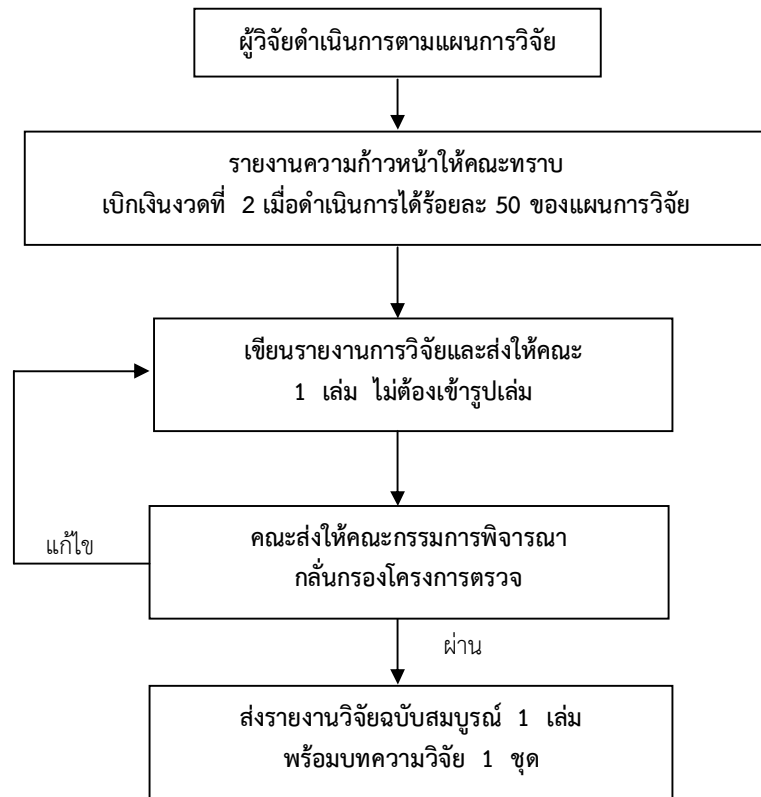 ผู้วิจัยดำเนินการตามแผนการวิจัย
รายงานความก้าวหน้าให้คณะทราบ
เบิกเงินงวดที่ 2 เมื่อดำเนินการได้ร้อยละ 50 ของแผนการวิจัย
เขียนรายงานการวิจัยและส่งให้คณะ
1 เล่ม ไม่ต้องเข้ารูปเล่ม
คณะส่งให้คณะกรรมการพิจารณา
กลั่นกรองโครงการตรวจ
แก้ไข
ผ่าน
ส่งรายงานวิจัยฉบับสมบูรณ์ 1 เล่ม
พร้อมบทความวิจัย 1 ชุด